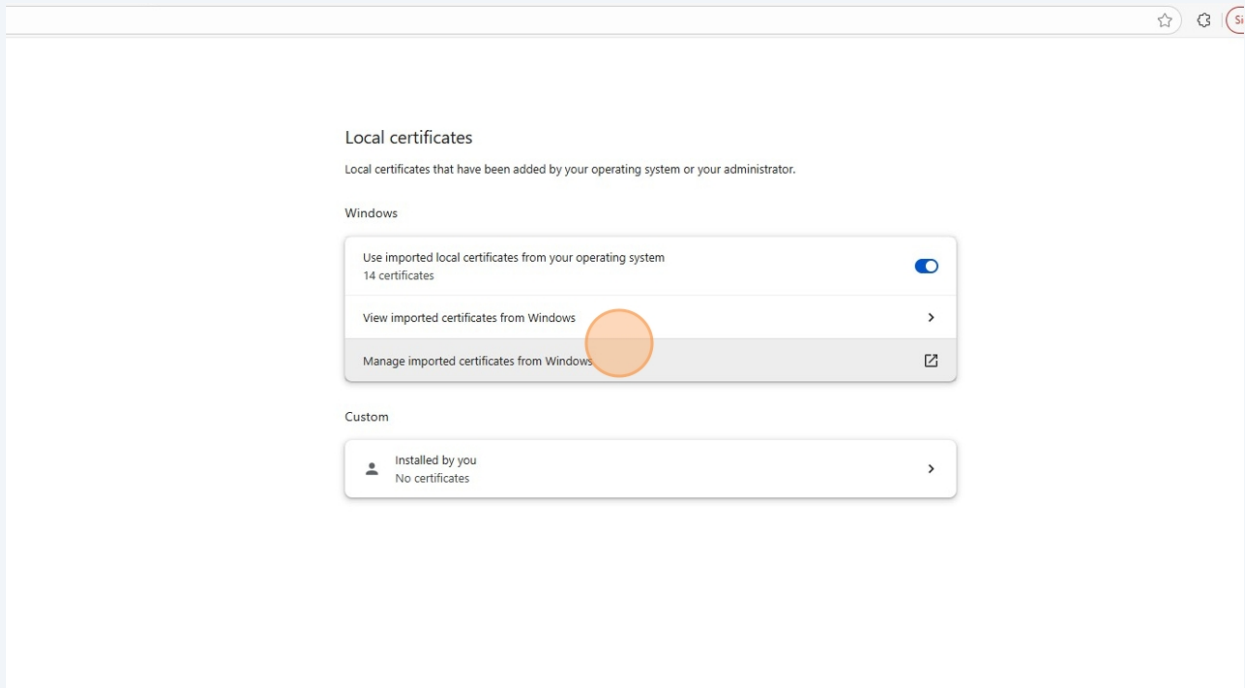 Si
Local certificates
Local certificates that have been added by your operating system or your administrator.
Windows
Use imported local certificates from your operating system
14 certificates
View imported certificates from Windows
Manage imported certificates from Windows
Custom
Installed by you
No certificates